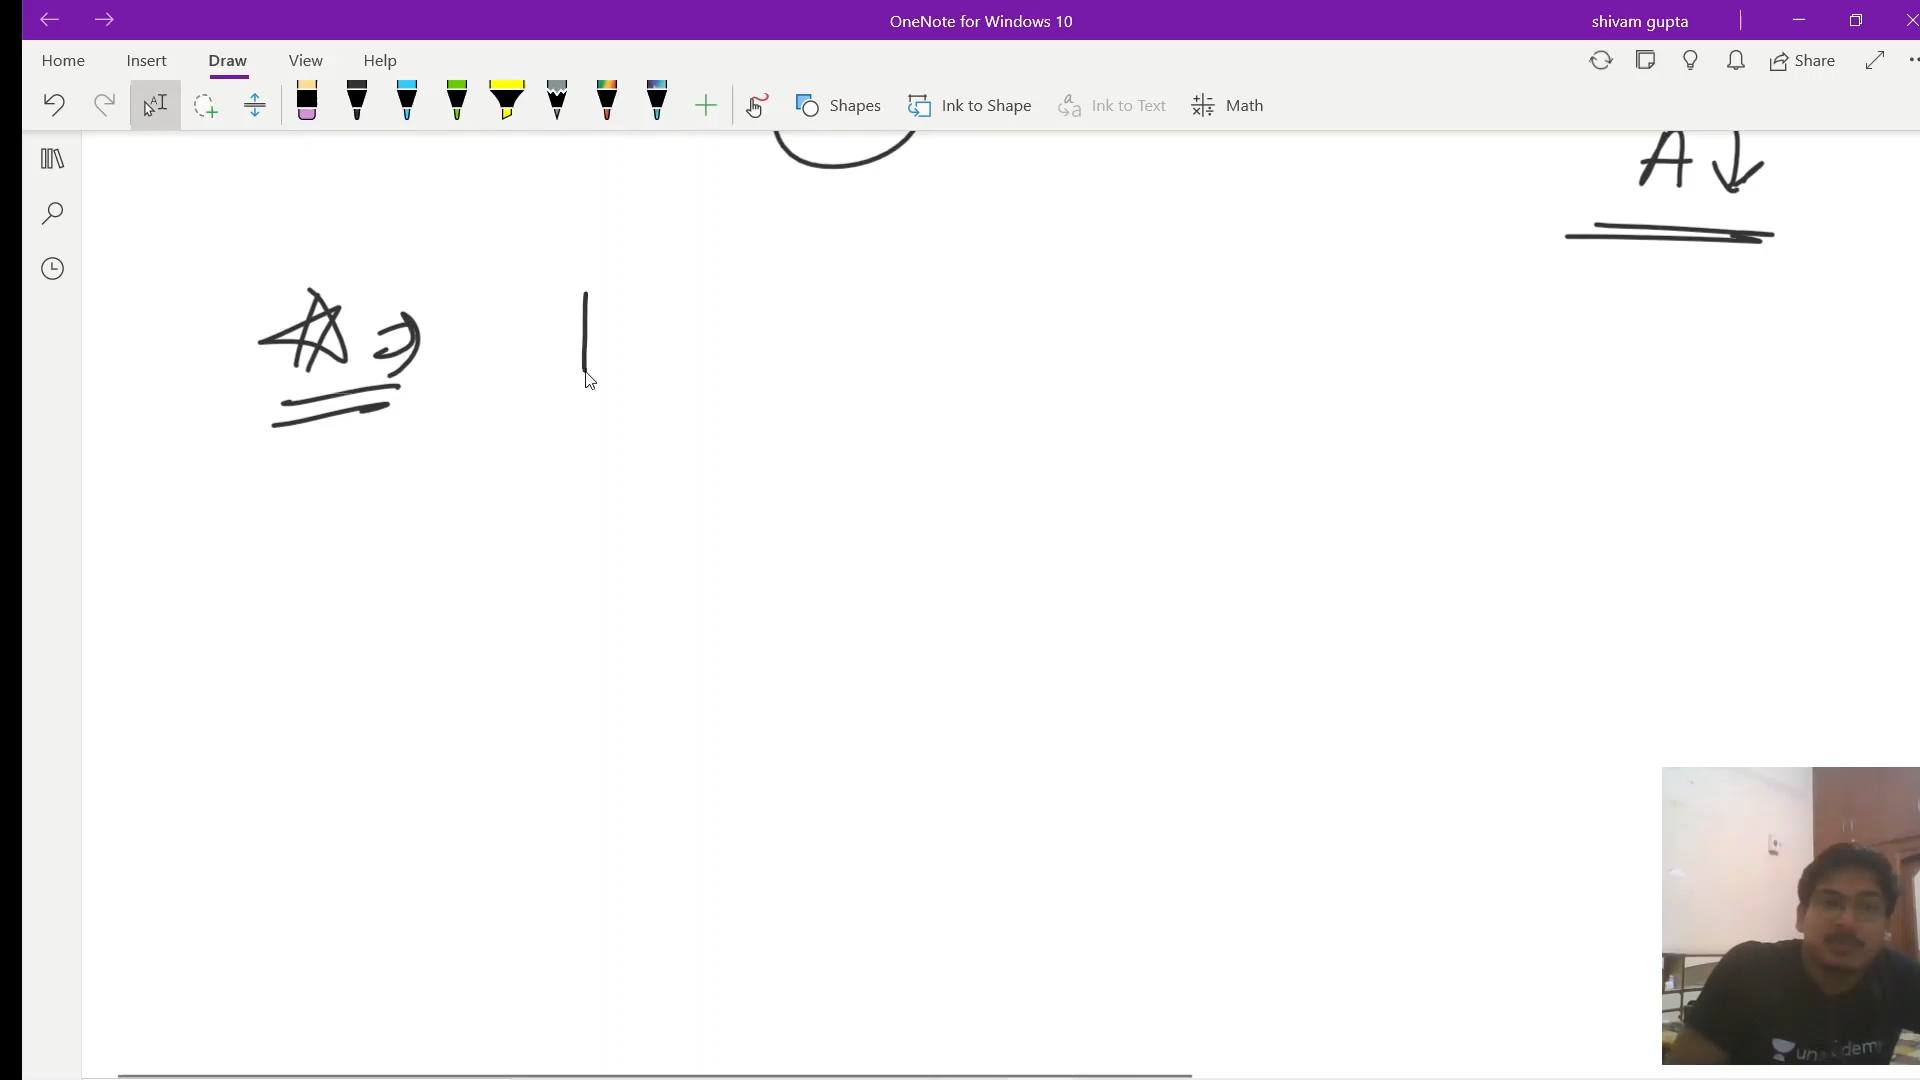 OneNote for Windows 10 shivam gupta
Home Insert Draw View Help Share
Shapes Ink to Shape Ink to Text Math
A ↓
⇒ |
unacademy